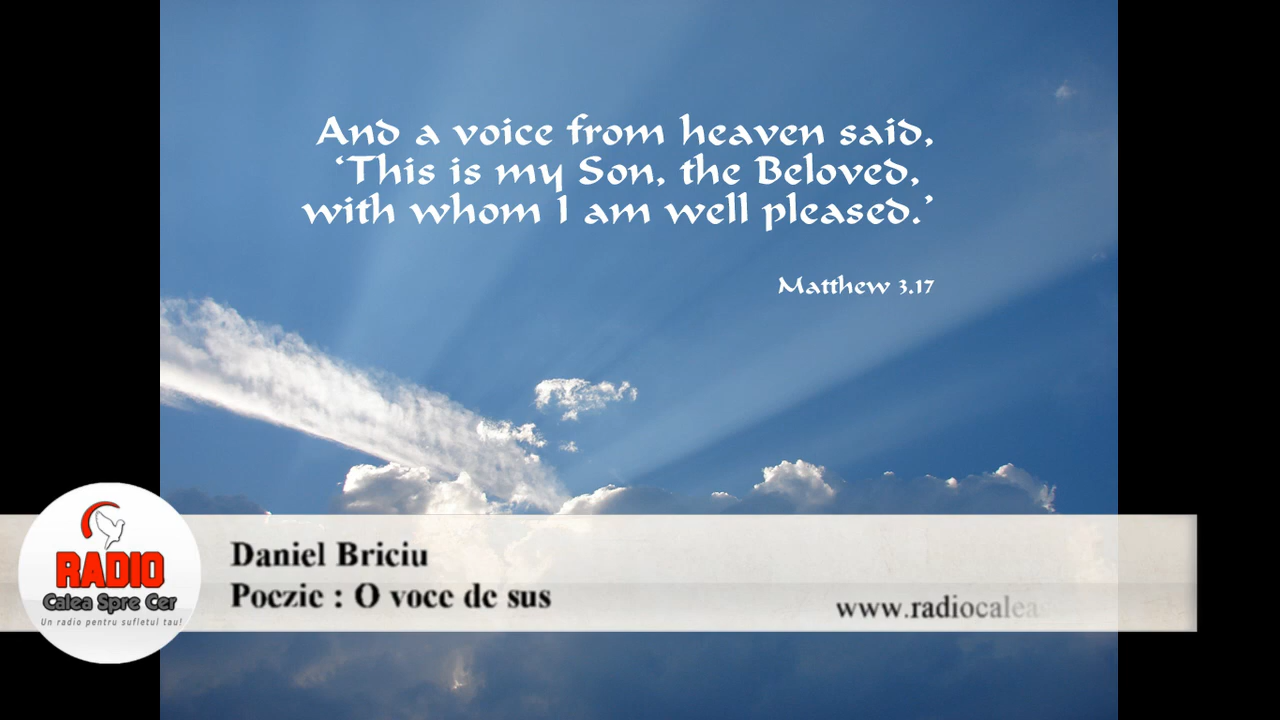 And a voice from heaven said,
‘This is my Son, the Beloved,
with whom I am well pleased.’
Matthew 3.17
RADIO
Calea Spre Cer
Un radio pentru sufletul tau!
Daniel Briciu
Poezie : O voce de sus
www.radiocalea